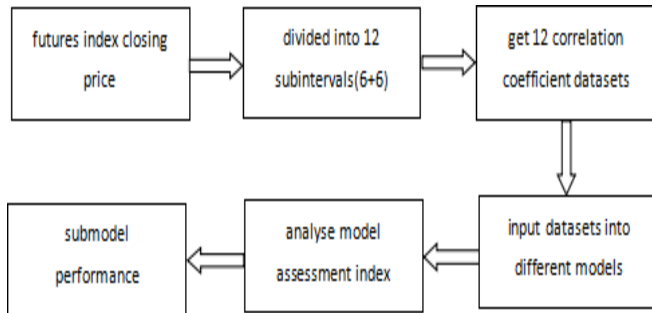 futures index closing
price
divided into 12
subintervals(6+6)
get 12 correlation
coefficient datasets
input datasets into
different models
analyse model
assessment index
submodel
performance